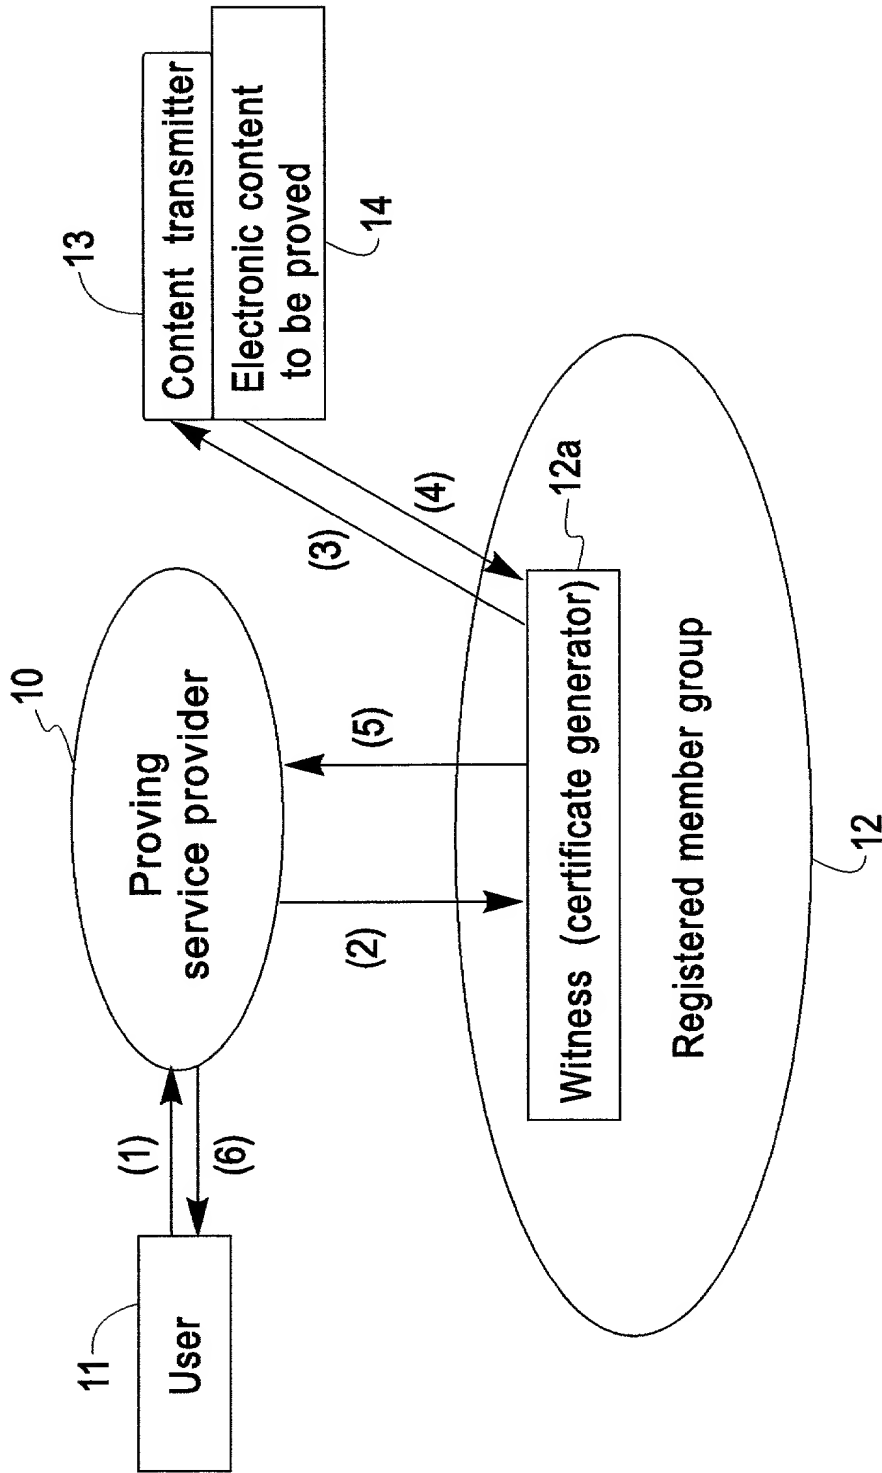 11
User
(1)
(6)
10
Proving
service provider
(2)
(5)
13
Content transmitter
Electronic content
to be proved
14
(3)
(4)
12a
Witness (certificate generator)
Registered member group
12